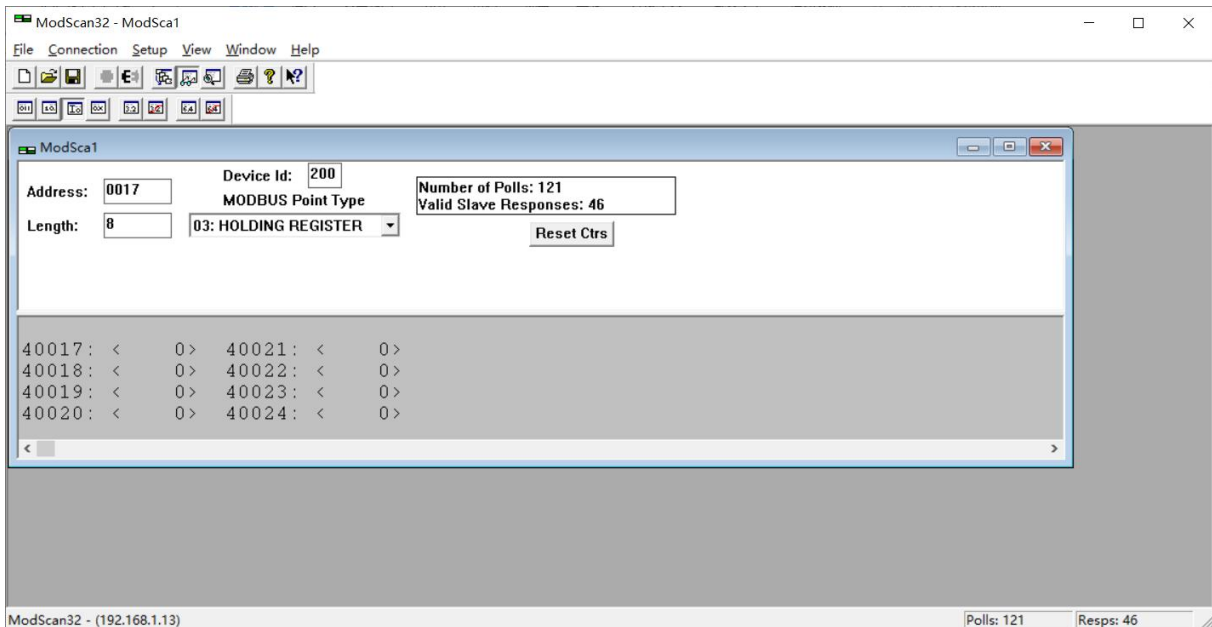 ModScan32 - ModSca1
File Connection Setup View Window Help
ModSca1
Address: 0017
Device Id: 200
MODBUS Point Type
Length: 8
03: HOLDING REGISTER
Number of Polls: 121
Valid Slave Responses: 46
Reset Ctrs
40017: < 0> 40021: < 0>
40018: < 0> 40022: < 0>
40019: < 0> 40023: < 0>
40020: < 0> 40024: < 0>
ModScan32 - (192.168.1.13) Polls: 121 Resps: 46